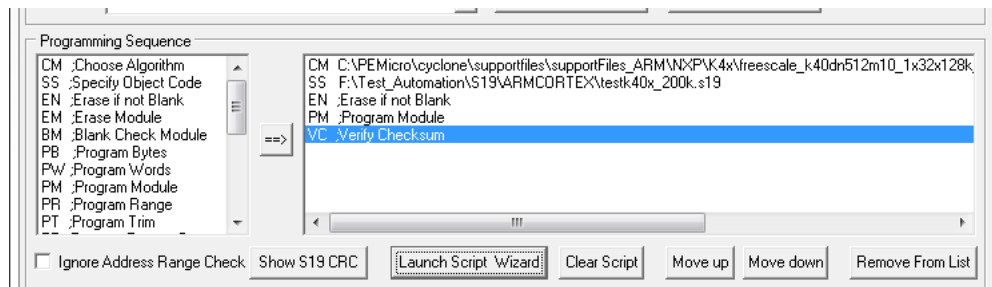 Programming Sequence
CM ;Choose Algorithm
SS ;Specify Object Code
EN ;Erase if not Blank
EM ;Erase Module
BM ;Blank Check Module
PB ;Program Bytes
PW ;Program Words
PM ;Program Module
PR ;Program Range
PT ;Program Trim
==>
CM C:\PEMicro\cyclone\supportfiles\supportFiles_ARM\NXP\K4x\freescale_k40dn512m10_1x32x128k_
SS F:\Test_Automation\S19\ARMCORTEX\testk40x_200k.s19
EN ;Erase if not Blank
PM ;Program Module
VC ;Verify Checksum
Ignore Address Range Check Show S19 CRC Launch Script Wizard Clear Script Move up Move down Remove From List